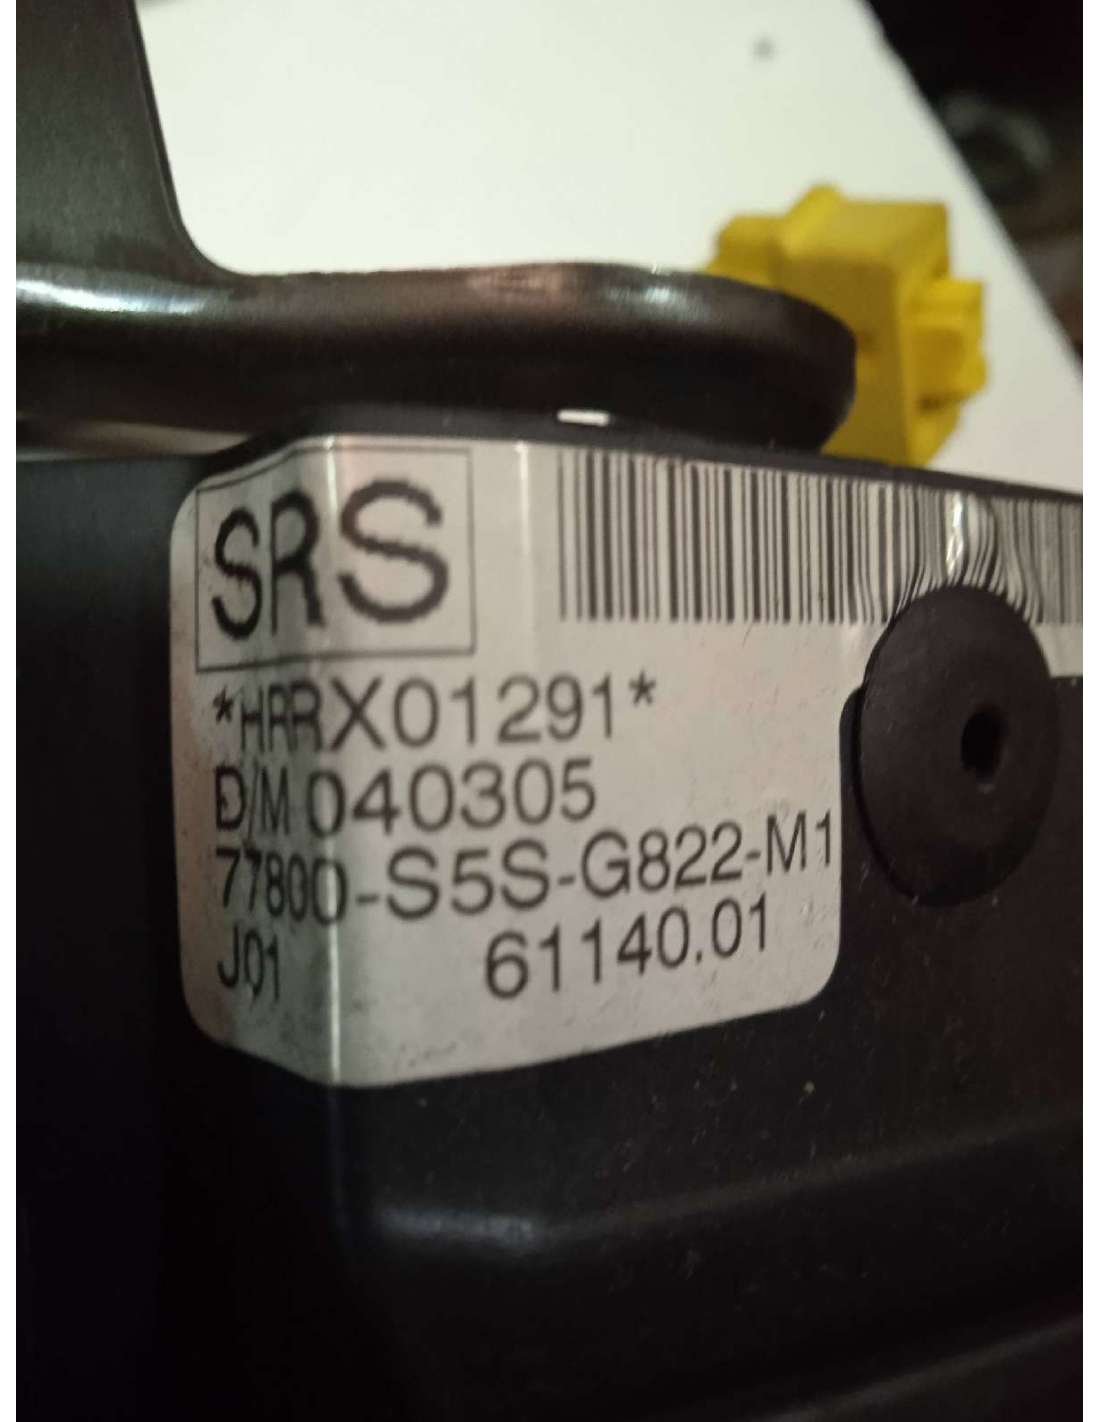 SRS
*HRRX01291*
D/M 040305
77800-S5S-G822-M1
J01 61140.01